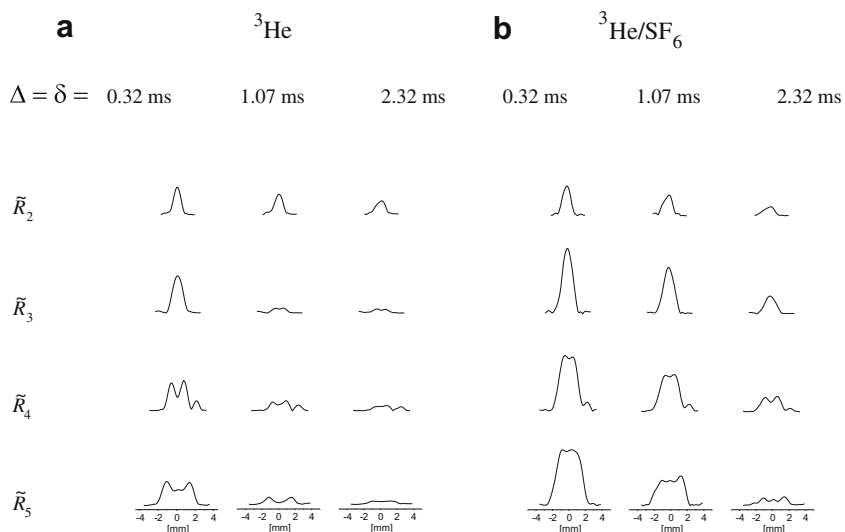 a ³He b ³He/SF₆
Δ = δ = 0.32 ms 1.07 ms 2.32 ms 0.32 ms 1.07 ms 2.32 ms
R̃₂
R̃₃
R̃₄
R̃₅
-4 -2 0 2 4 -4 -2 0 2 4 -4 -2 0 2 4 -4 -2 0 2 4 -4 -2 0 2 4 -4 -2 0 2 4
[mm] [mm] [mm] [mm] [mm] [mm]